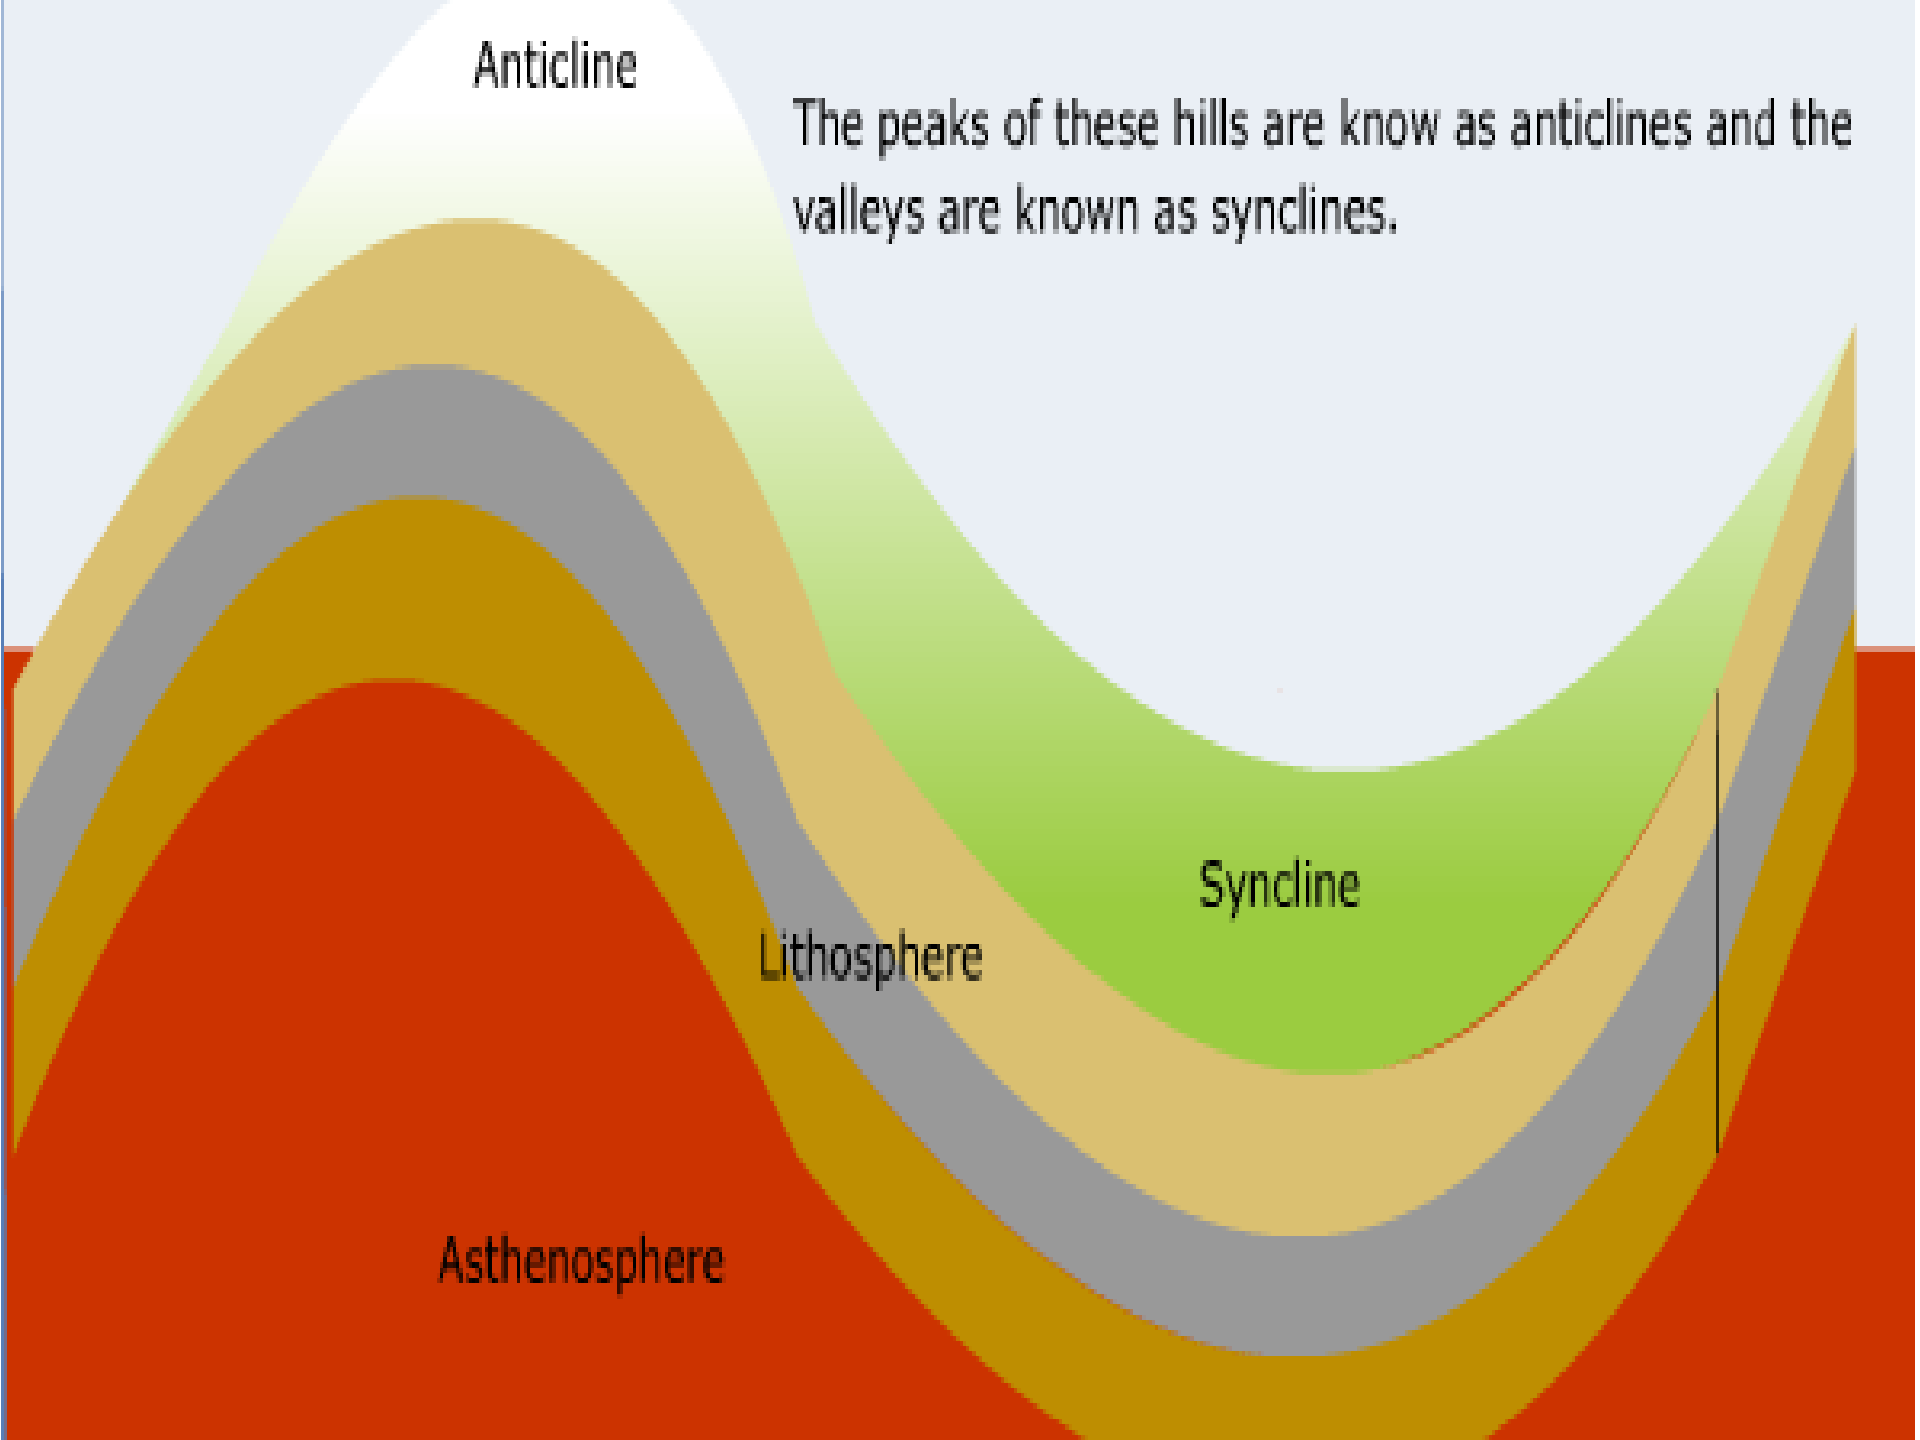 Anticline
The peaks of these hills are know as anticlines and the
valleys are known as synclines.
Syncline
Lithosphere
Asthenosphere